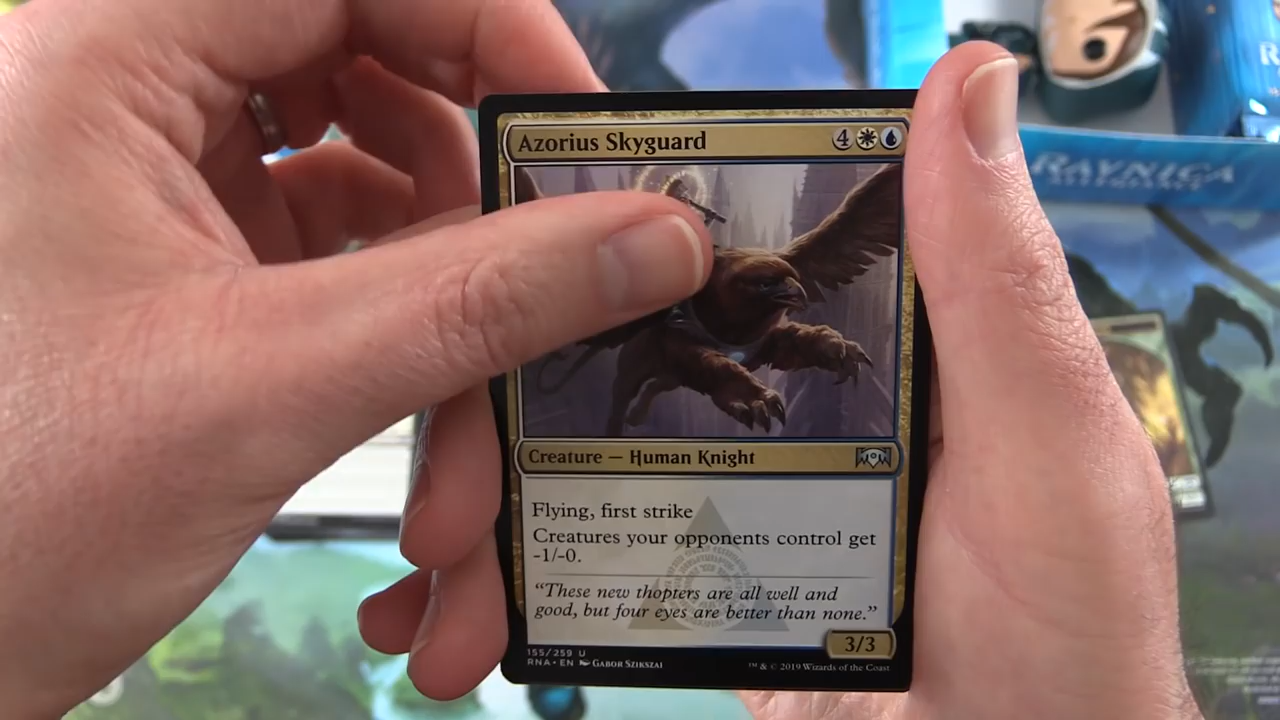 Azorius Skyguard 4
RAVNICA
ALLEGIANCE
Creature — Human Knight
Flying, first strike
Creatures your opponents control get
-1/-0.
“These new thopters are all well and
good, but four eyes are better than none.”
3/3
155/259 U
RNA • EN Gabor Szikszai
™ & © 2019 Wizards of the Coast